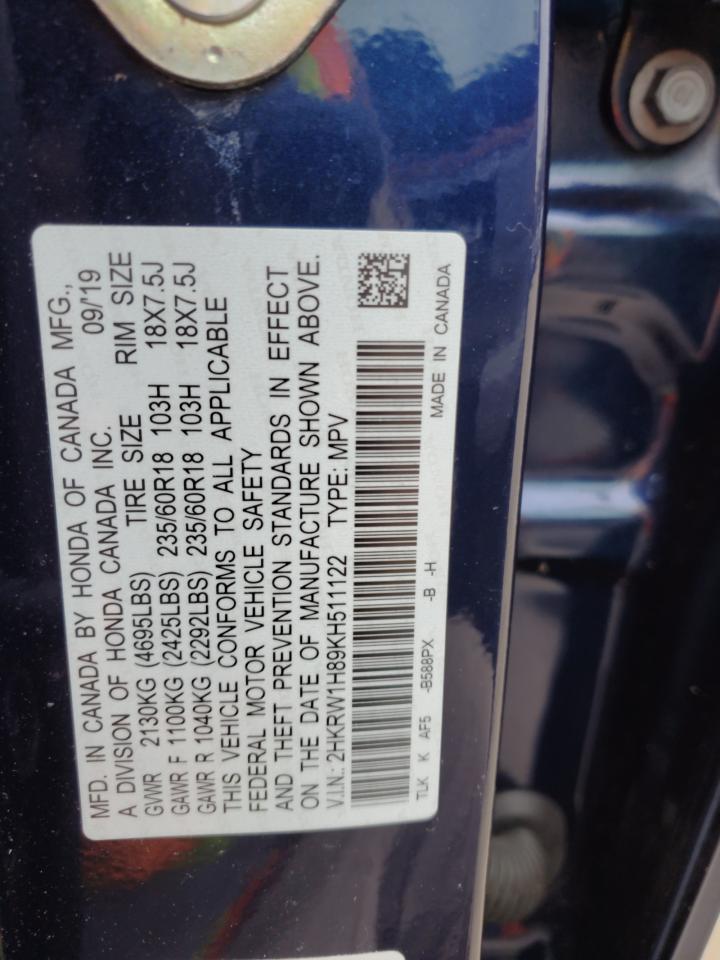 MFD. IN CANADA BY HONDA OF CANADA MFG.,
A DIVISION OF HONDA CANADA INC. 09/'19
GVWR 2130KG (4695LBS) TIRE SIZE RIM SIZE
GAWR F 1100KG (2425LBS) 235/60R18 103H 18X7.5J
GAWR R 1040KG (2292LBS) 235/60R18 103H 18X7.5J
THIS VEHICLE CONFORMS TO ALL APPLICABLE
FEDERAL MOTOR VEHICLE SAFETY
AND THEFT PREVENTION STANDARDS IN EFFECT
ON THE DATE OF MANUFACTURE SHOWN ABOVE.
V.I.N.: 2HKRW1H89KH511122 TYPE: MPV
TLK K AF5 -B588PX -B -H MADE IN CANADA